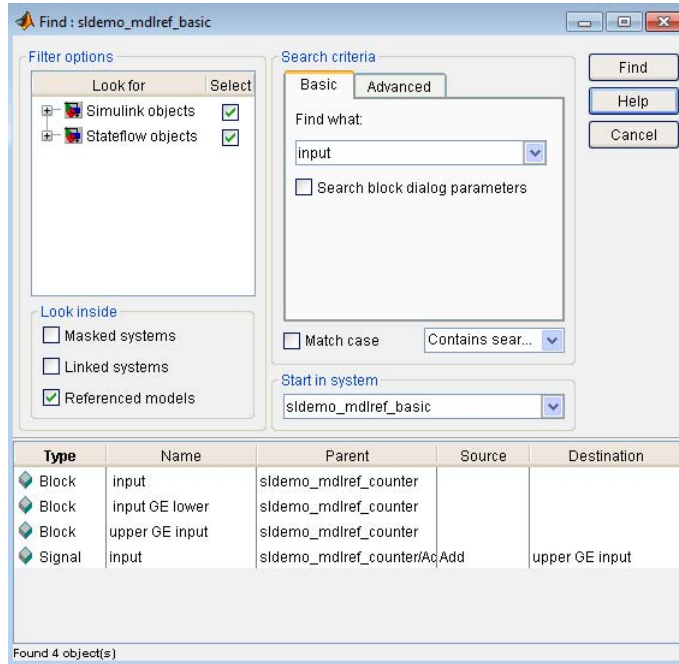 Find : sldemo_mdlref_basic
Filter options
Look for Select
Simulink objects
Stateflow objects
Look inside
Masked systems
Linked systems
Referenced models
Search criteria
Basic Advanced
Find what:
input
Search block dialog parameters
Match case Contains sear...
Start in system
sldemo_mdlref_basic
Find
Help
Cancel
Type Name Parent Source Destination
Block input sldemo_mdlref_counter
Block input GE lower sldemo_mdlref_counter
Block upper GE input sldemo_mdlref_counter
Signal input sldemo_mdlref_counter/Ac Add upper GE input
Found 4 object(s)